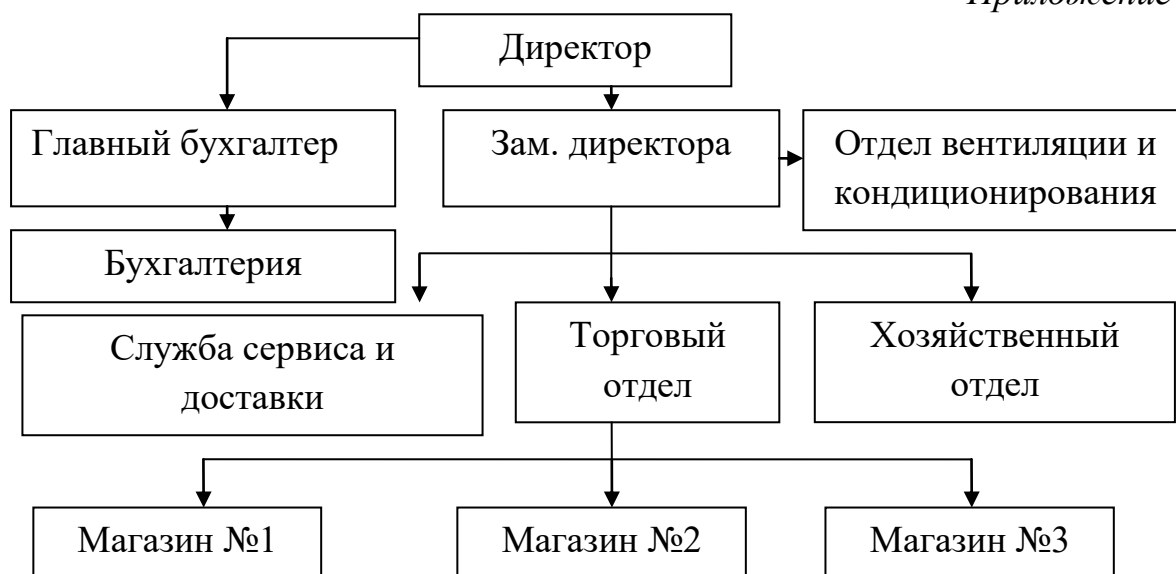 Приложение
Директор
Главный бухгалтер
Зам. директора
Отдел вентиляции и
кондиционирования
Бухгалтерия
Служба сервиса и
доставки
Торговый
отдел
Хозяйственный
отдел
Магазин №1
Магазин №2
Магазин №3